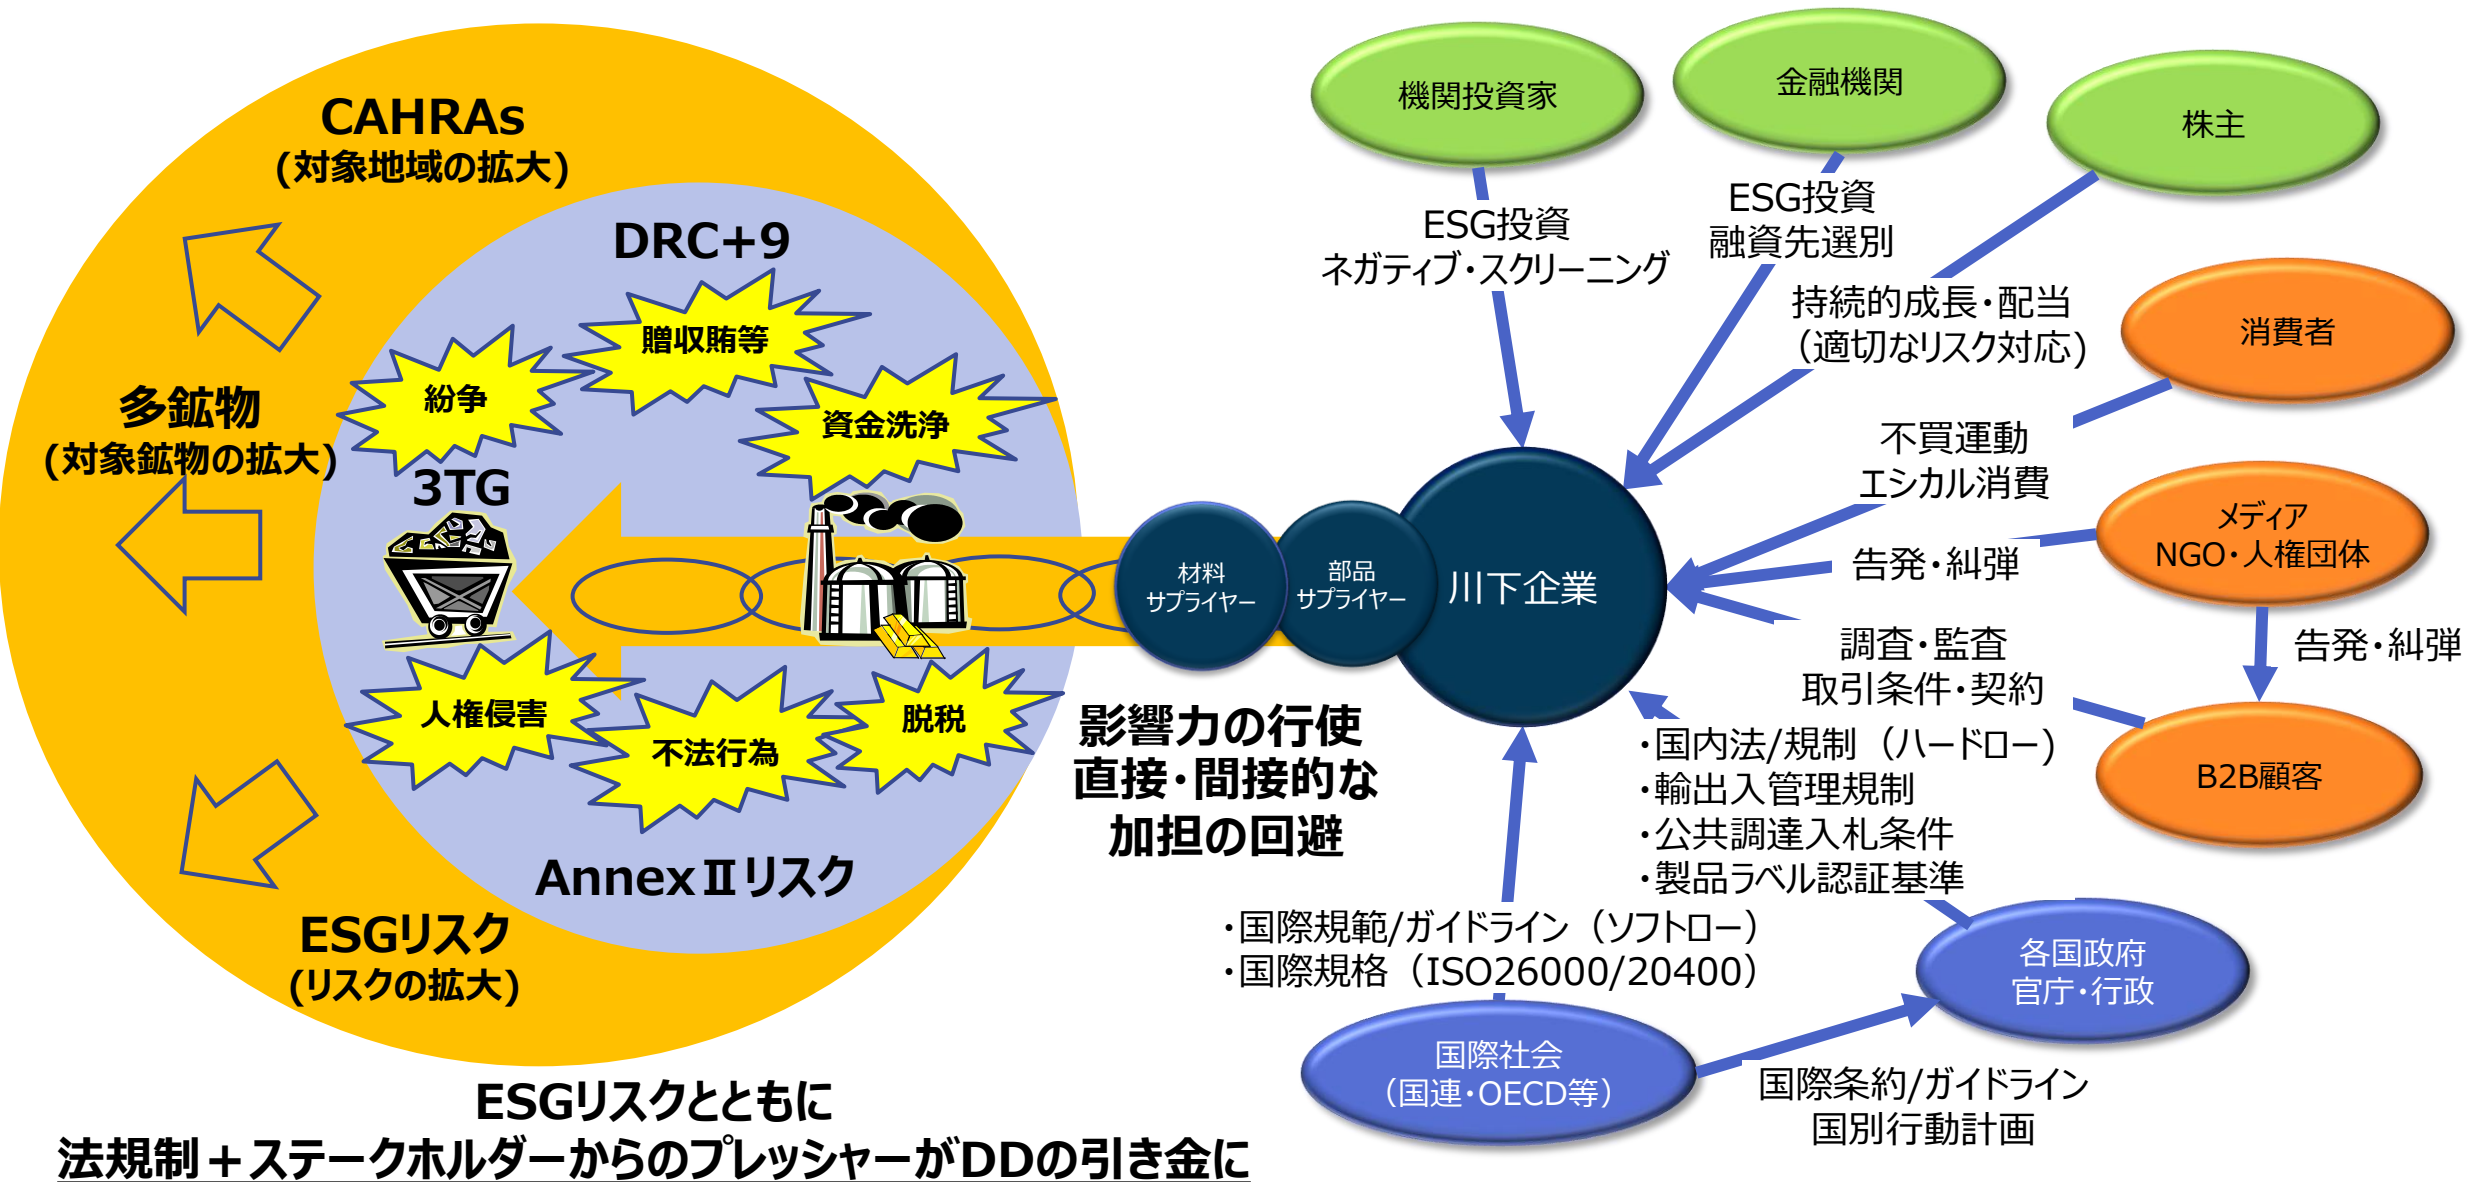 CAHRAs
(対象地域の拡大)
DRC+9
贈収賄等
紛争
資金洗浄
多鉱物
(対象鉱物の拡大)
3TG
人権侵害
不法行為
脱税
AnnexⅡリスク
ESGリスク
(リスクの拡大)
材料
サプライヤー
部品
サプライヤー
川下企業
影響力の行使
直接・間接的な
加担の回避
機関投資家
金融機関
株主
ESG投資
ネガティブ・スクリーニング
ESG投資
融資先選別
持続的成長・配当
（適切なリスク対応)
消費者
不買運動
エシカル消費
メディア
NGO・人権団体
告発・糾弾
告発・糾弾
調査・監査
取引条件・契約
B2B顧客
・国内法/規制（ハードロー)
・輸出入管理規制
・公共調達入札条件
・製品ラベル認証基準
・国際規範/ガイドライン（ソフトロー）
・国際規格（ISO26000/20400）
各国政府
官庁・行政
国際社会
（国連・OECD等）
国際条約/ガイドライン
国別行動計画
ESGリスクとともに
法規制＋ステークホルダーからのプレッシャーがDDの引き金に